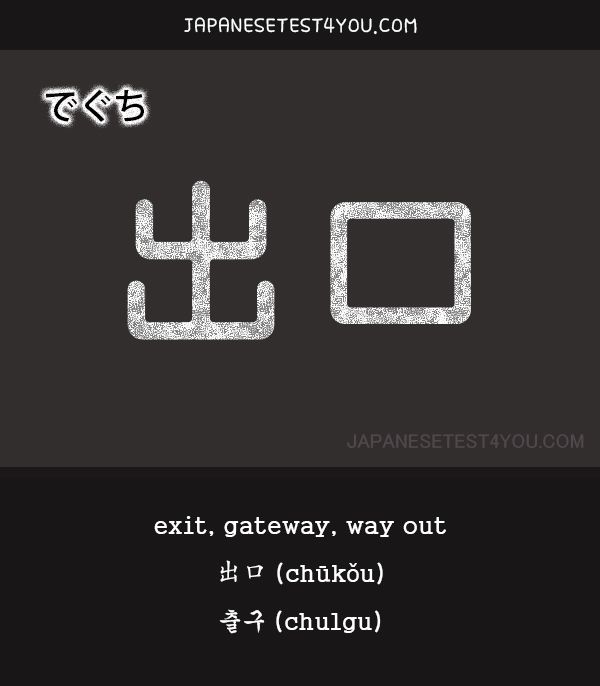 JAPANESETEST4YOU.COM
でぐち
出口
JAPANESETEST4YOU.COM
exit, gateway, way out
出口 (chūkǒu)
출구 (chulgu)